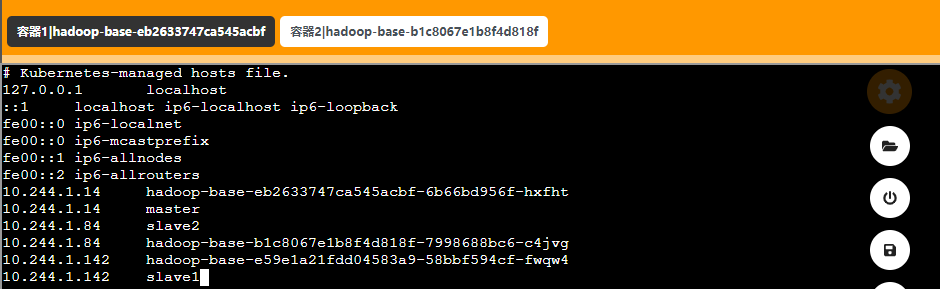 容器1|hadoop-base-eb2633747ca545acbf 容器2|hadoop-base-b1c8067e1b8f4d818f
# Kubernetes-managed hosts file.
127.0.0.1 localhost
::1 localhost ip6-localhost ip6-loopback
fe00::0 ip6-localnet
fe00::0 ip6-mcastprefix
fe00::1 ip6-allnodes
fe00::2 ip6-allrouters
10.244.1.14 hadoop-base-eb2633747ca545acbf-6b66bd956f-hxfht
10.244.1.14 master
10.244.1.84 slave2
10.244.1.84 hadoop-base-b1c8067e1b8f4d818f-7998688bc6-c4jvg
10.244.1.142 hadoop-base-e59e1a21fdd04583a9-58bbf594cf-fwqw4
10.244.1.142 slave1